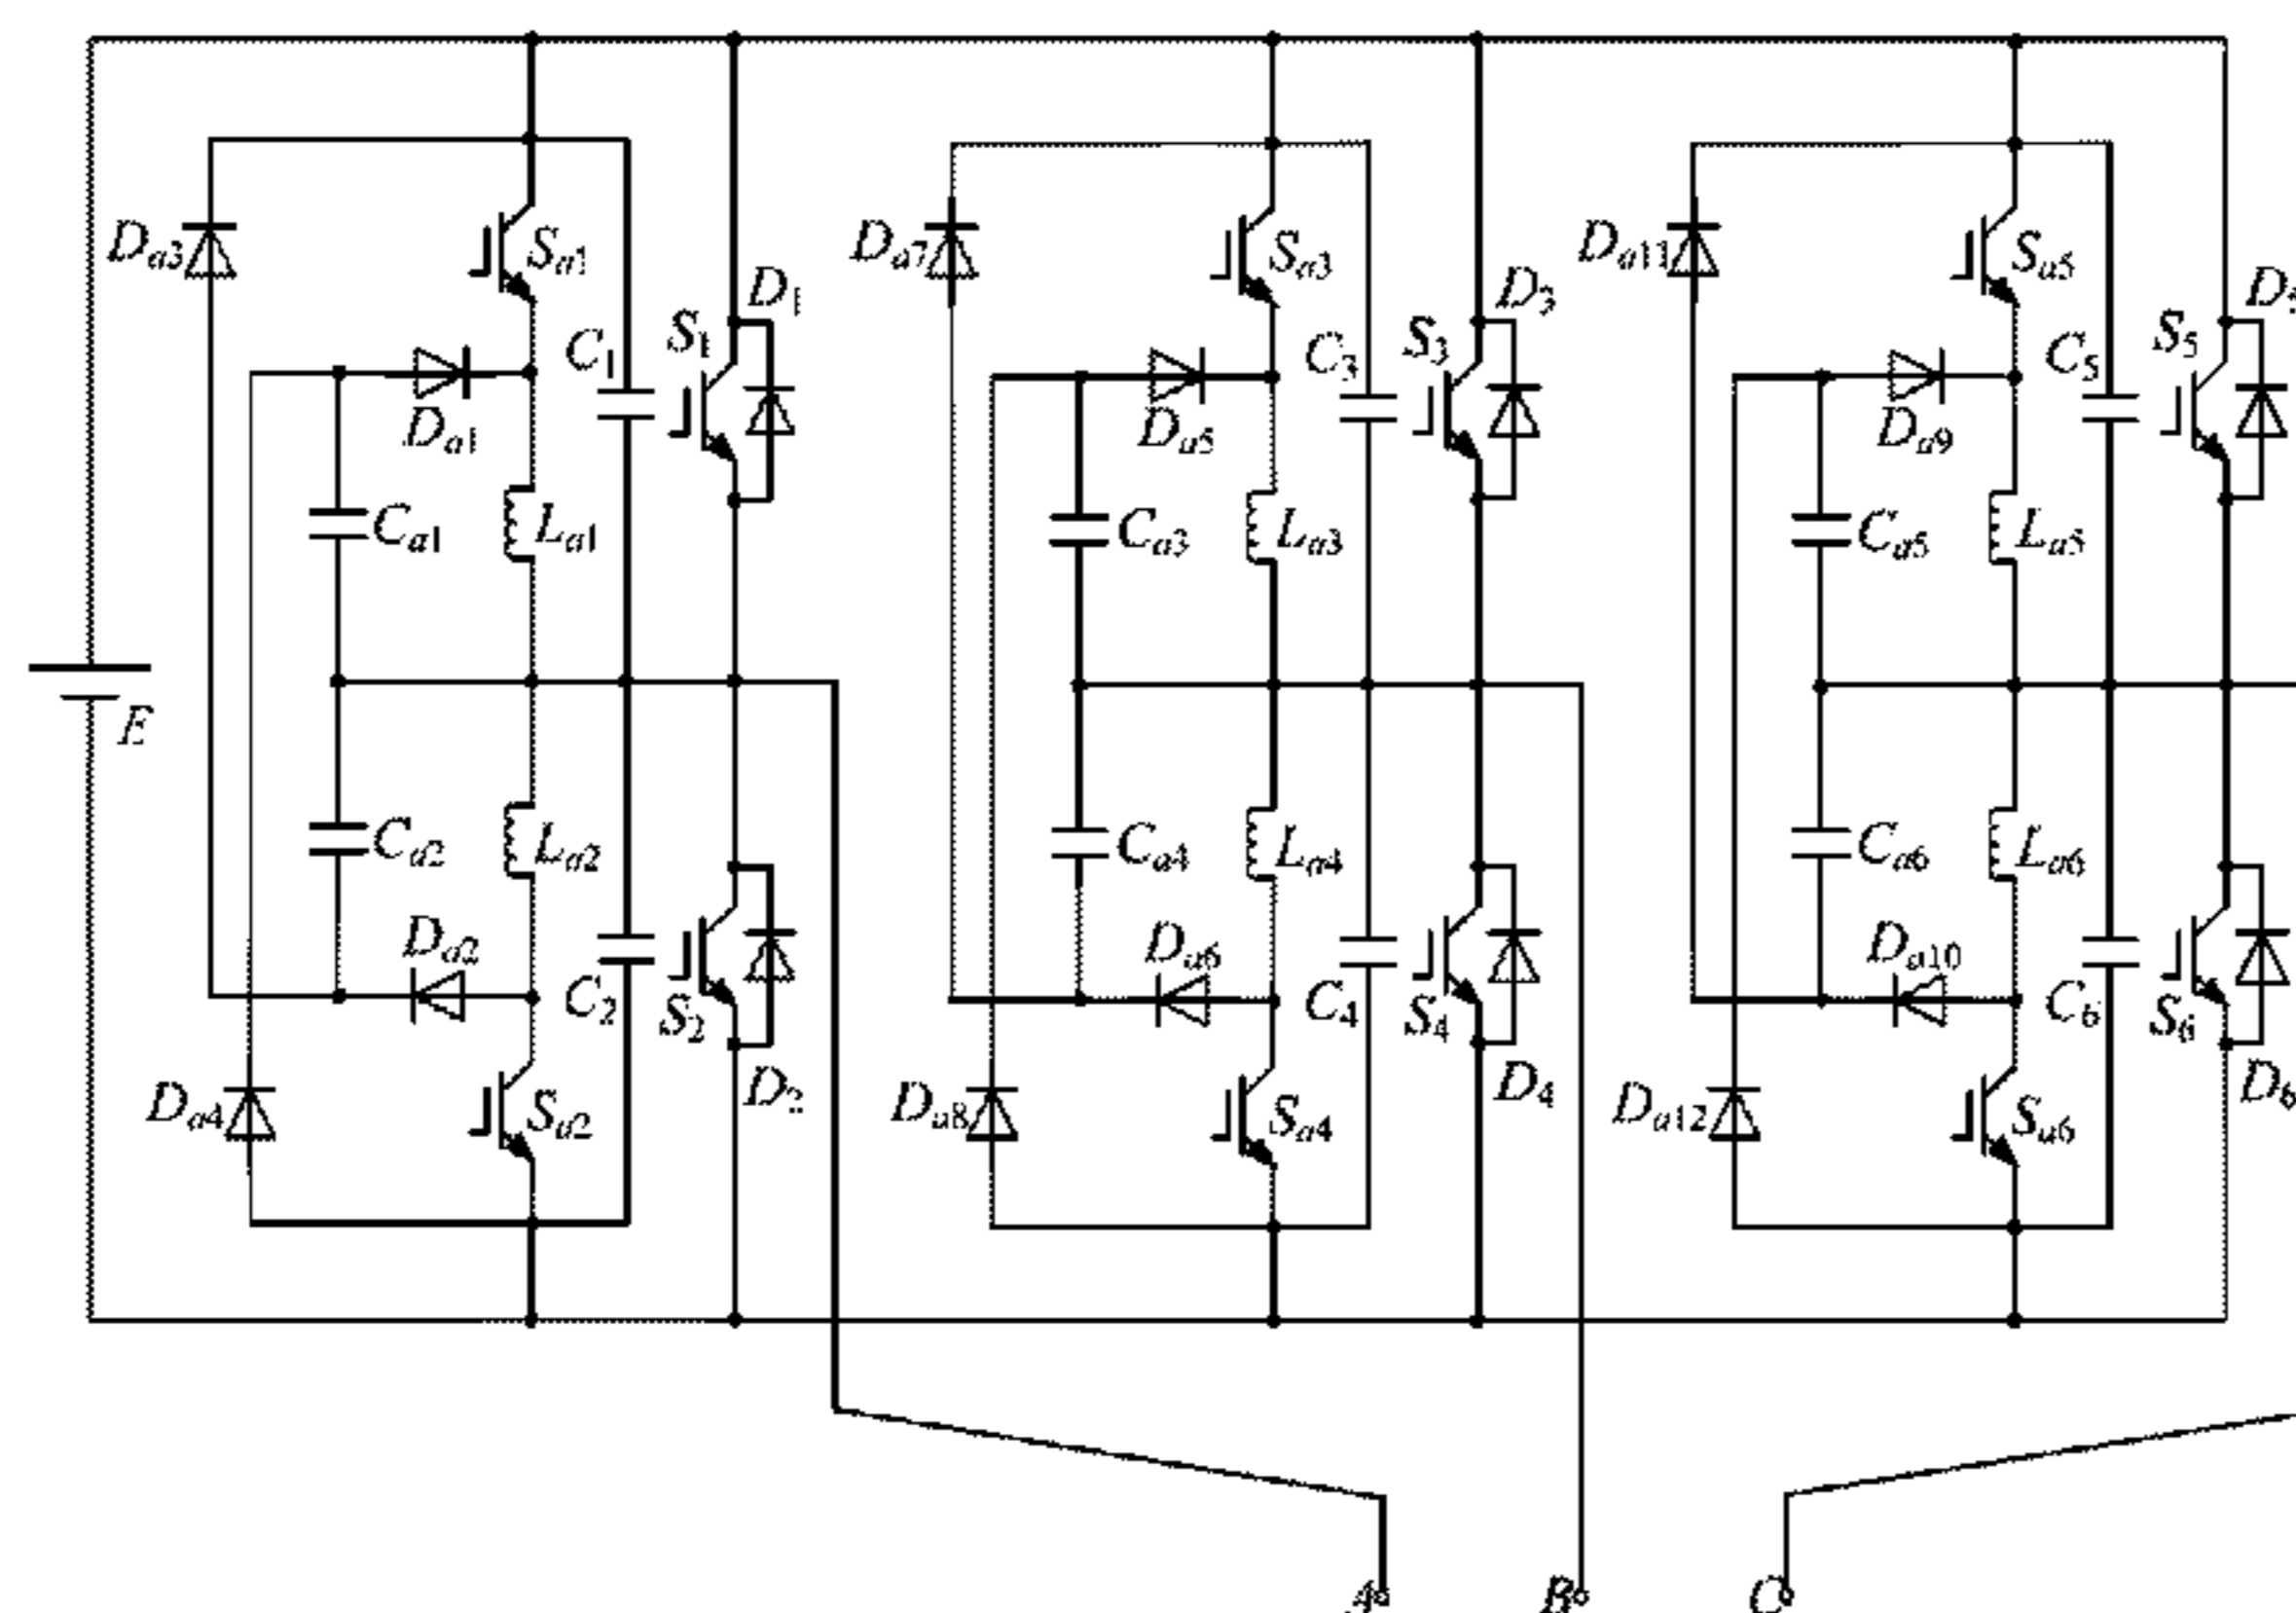 D₁ D₃
Dₐ₃ Sₐ₁ Dₐ₇ Sₐ₃ Dₐ₁₁ Sₐ₅
C₁ S₁ C₃ S₃ C₅ S₅
Dₐ₁ Dₐ₅ Dₐ₉
Cₐ₁ Lₐ₁ Cₐ₃ Lₐ₃ Cₐ₅ Lₐ₅
E
Cₐ₂ Lₐ₂ Cₐ₄ Lₐ₄ Cₐ₆ Lₐ₆
Dₐ₂ Dₐ₆ Dₐ₁₀
C₂ S₂ C₄ S₄ C₆ S₆
Dₐ₄ Sₐ₂ D₂ Dₐ₈ Sₐ₄ D₄ Dₐ₁₂ Sₐ₆ D₆
A B C